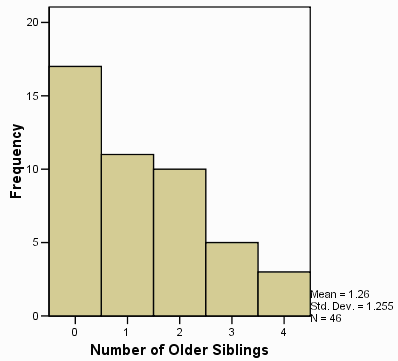 20
15
10
5
0
Frequency
0 1 2 3 4
Number of Older Siblings
Mean = 1.26
Std. Dev. = 1.255
N = 46